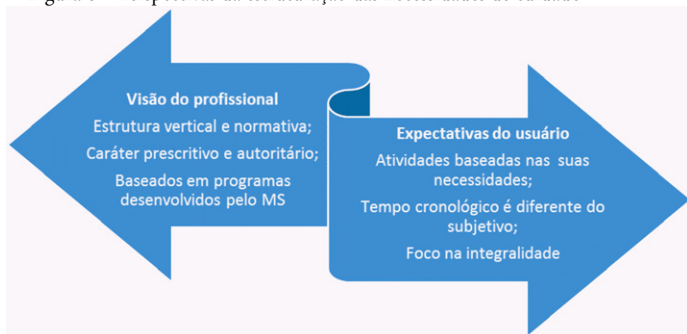 Visão do profissional
Estrutura vertical e normativa;
Caráter prescritivo e autoritário;
Baseados em programas
desenvolvidos pelo MS
Expectativas do usuário
Atividades baseadas nas suas
necessidades;
Tempo cronológico é diferente do
subjetivo;
Foco na integralidade